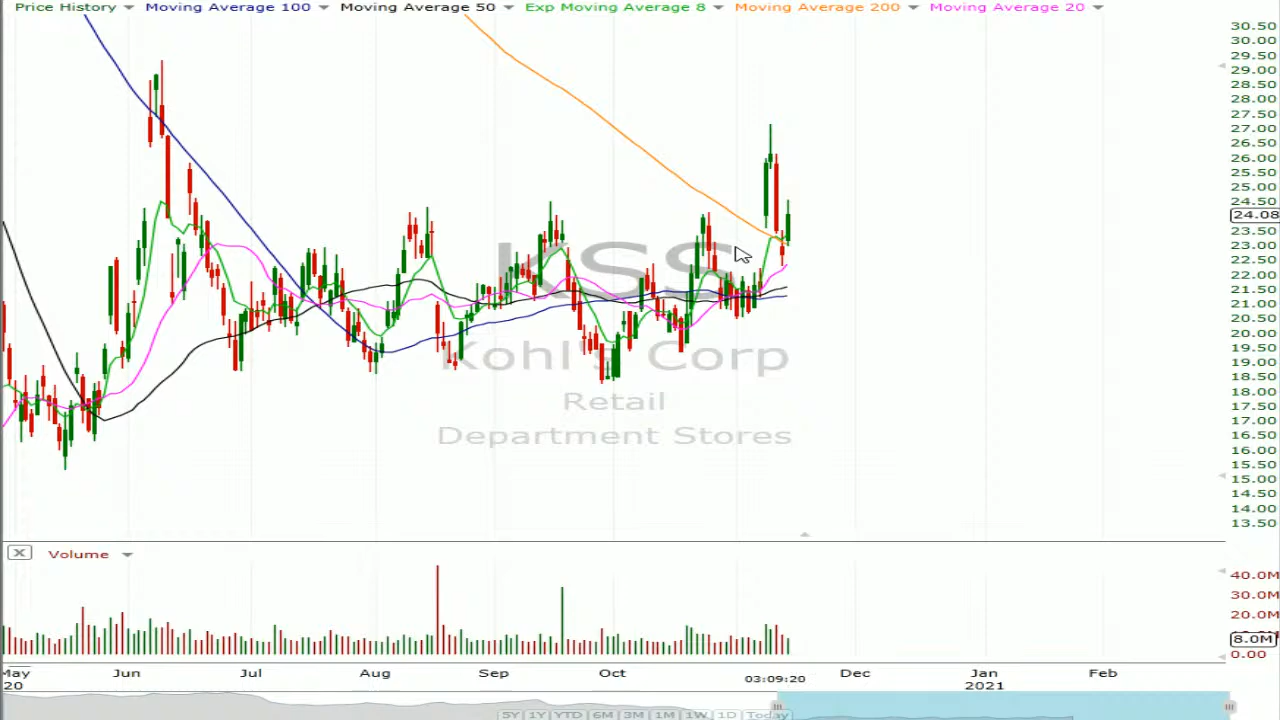 Price History Moving Average 100 Moving Average 50 Exp Moving Average 8 Moving Average 200 Moving Average 20
30.50
30.00
29.50
29.00
28.50
28.00
27.50
27.00
26.50
26.00
25.50
25.00
24.50
24.08
23.50
23.00
22.50
22.00
21.50
21.00
20.50
20.00
19.50
19.00
18.50
18.00
17.50
17.00
16.50
16.00
15.50
15.00
14.50
14.00
13.50
KSS
Kohl's Corp
Retail
Department Stores
X Volume
40.0M
30.0M
20.0M
8.0M
0.00
May Jun Jul Aug Sep Oct Dec Jan Feb
20 03:09:20 2021
5Y 1Y YTD 6M 3M 1M 1W 1D Today